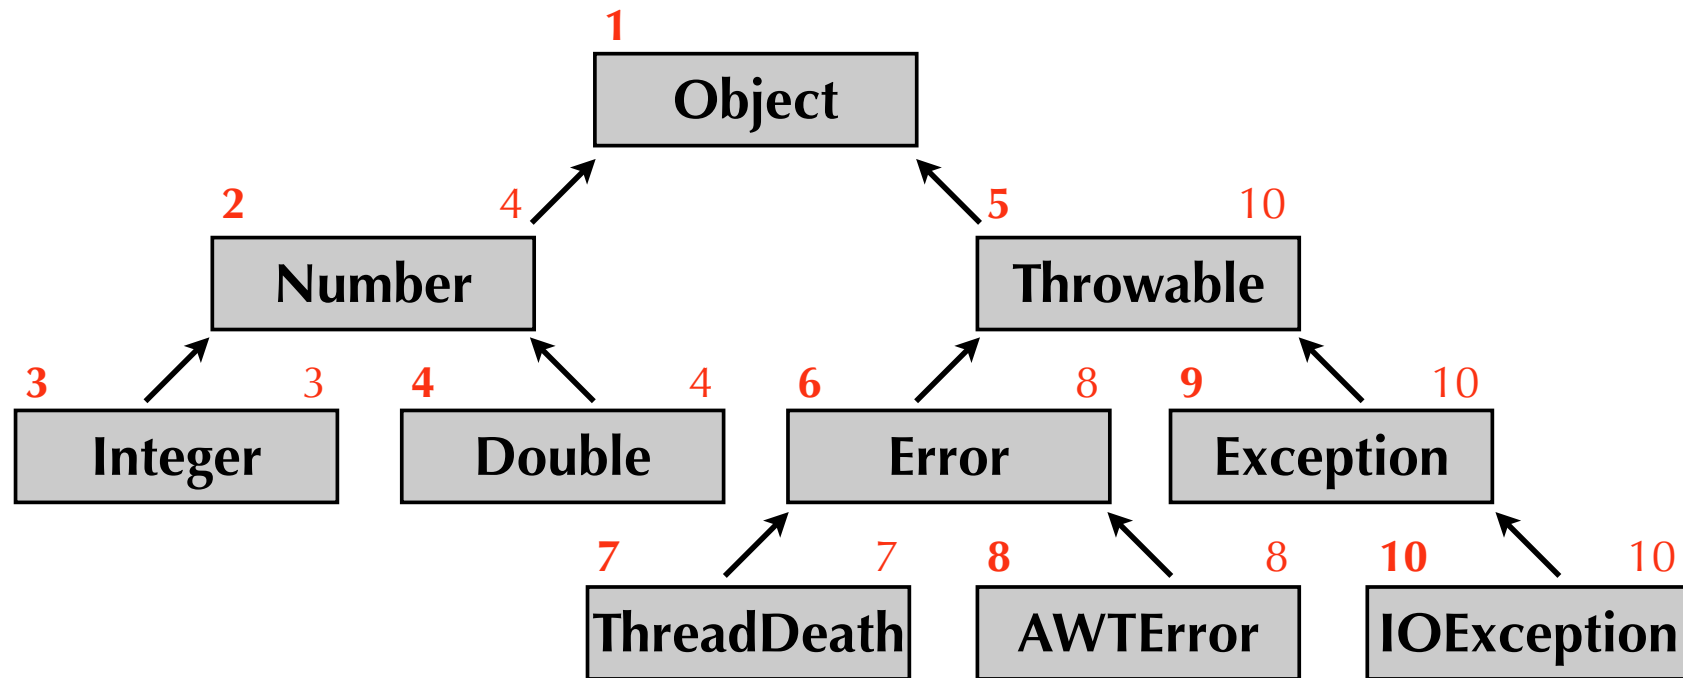 1
Object
2 4 5 10
Number Throwable
3 3 4 4 6 8 9 10
Integer Double Error Exception
7 7 8 8 10 10
ThreadDeath AWTError IOException